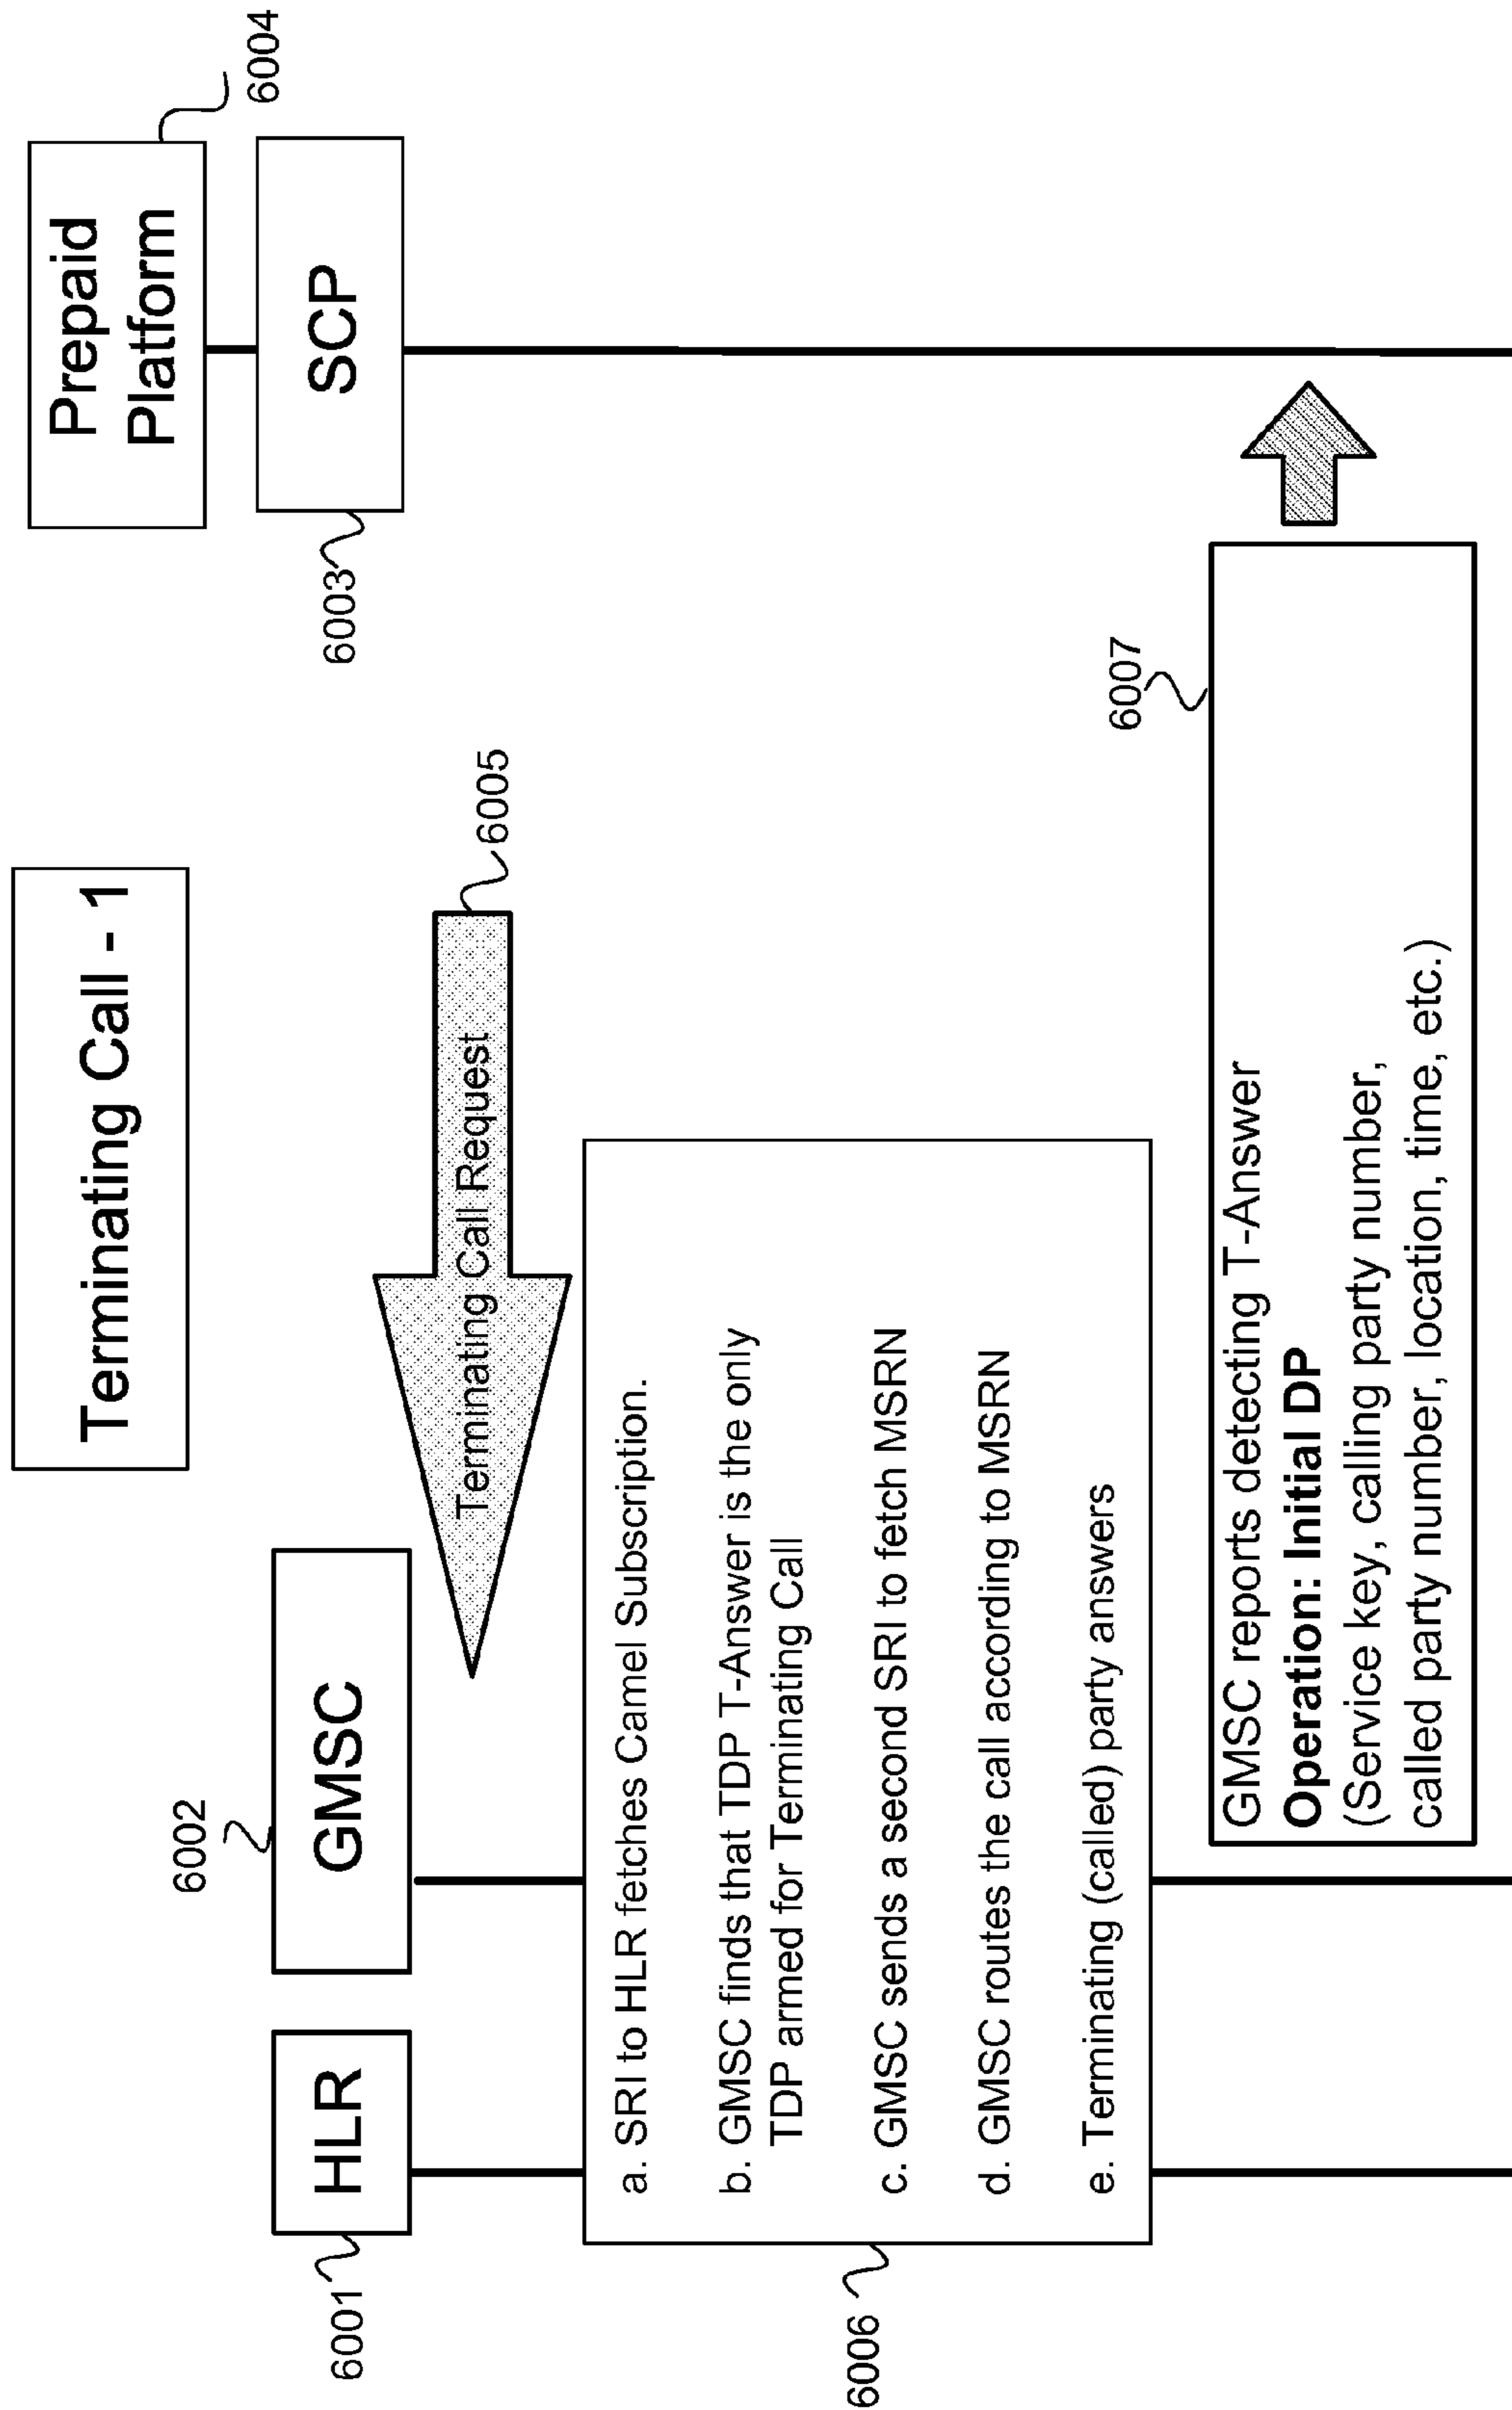 Terminating Call - 1
Prepaid
Platform
6004
6002
HLR
GMSC
SCP
6001
6003
Terminating Call Request
6005
a. SRI to HLR fetches Camel Subscription.
b. GMSC finds that TDP T-Answer is the only
TDP armed for Terminating Call
c. GMSC sends a second SRI to fetch MSRN
d. GMSC routes the call according to MSRN
e. Terminating (called) party answers
6006
6007
GMSC reports detecting T-Answer
Operation: Initial DP
(Service key, calling party number,
called party number, location, time, etc.)